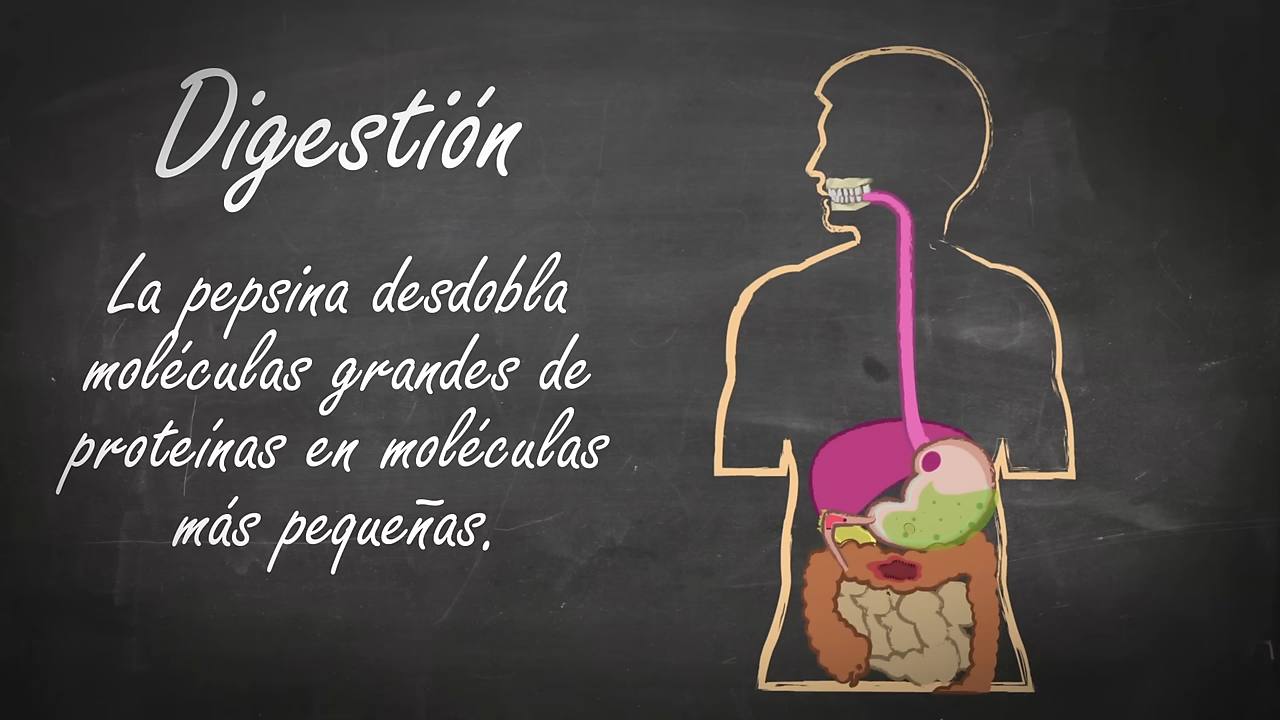 Digestión
La pepsina desdobla
moléculas grandes de
proteínas en moléculas
más pequeñas.